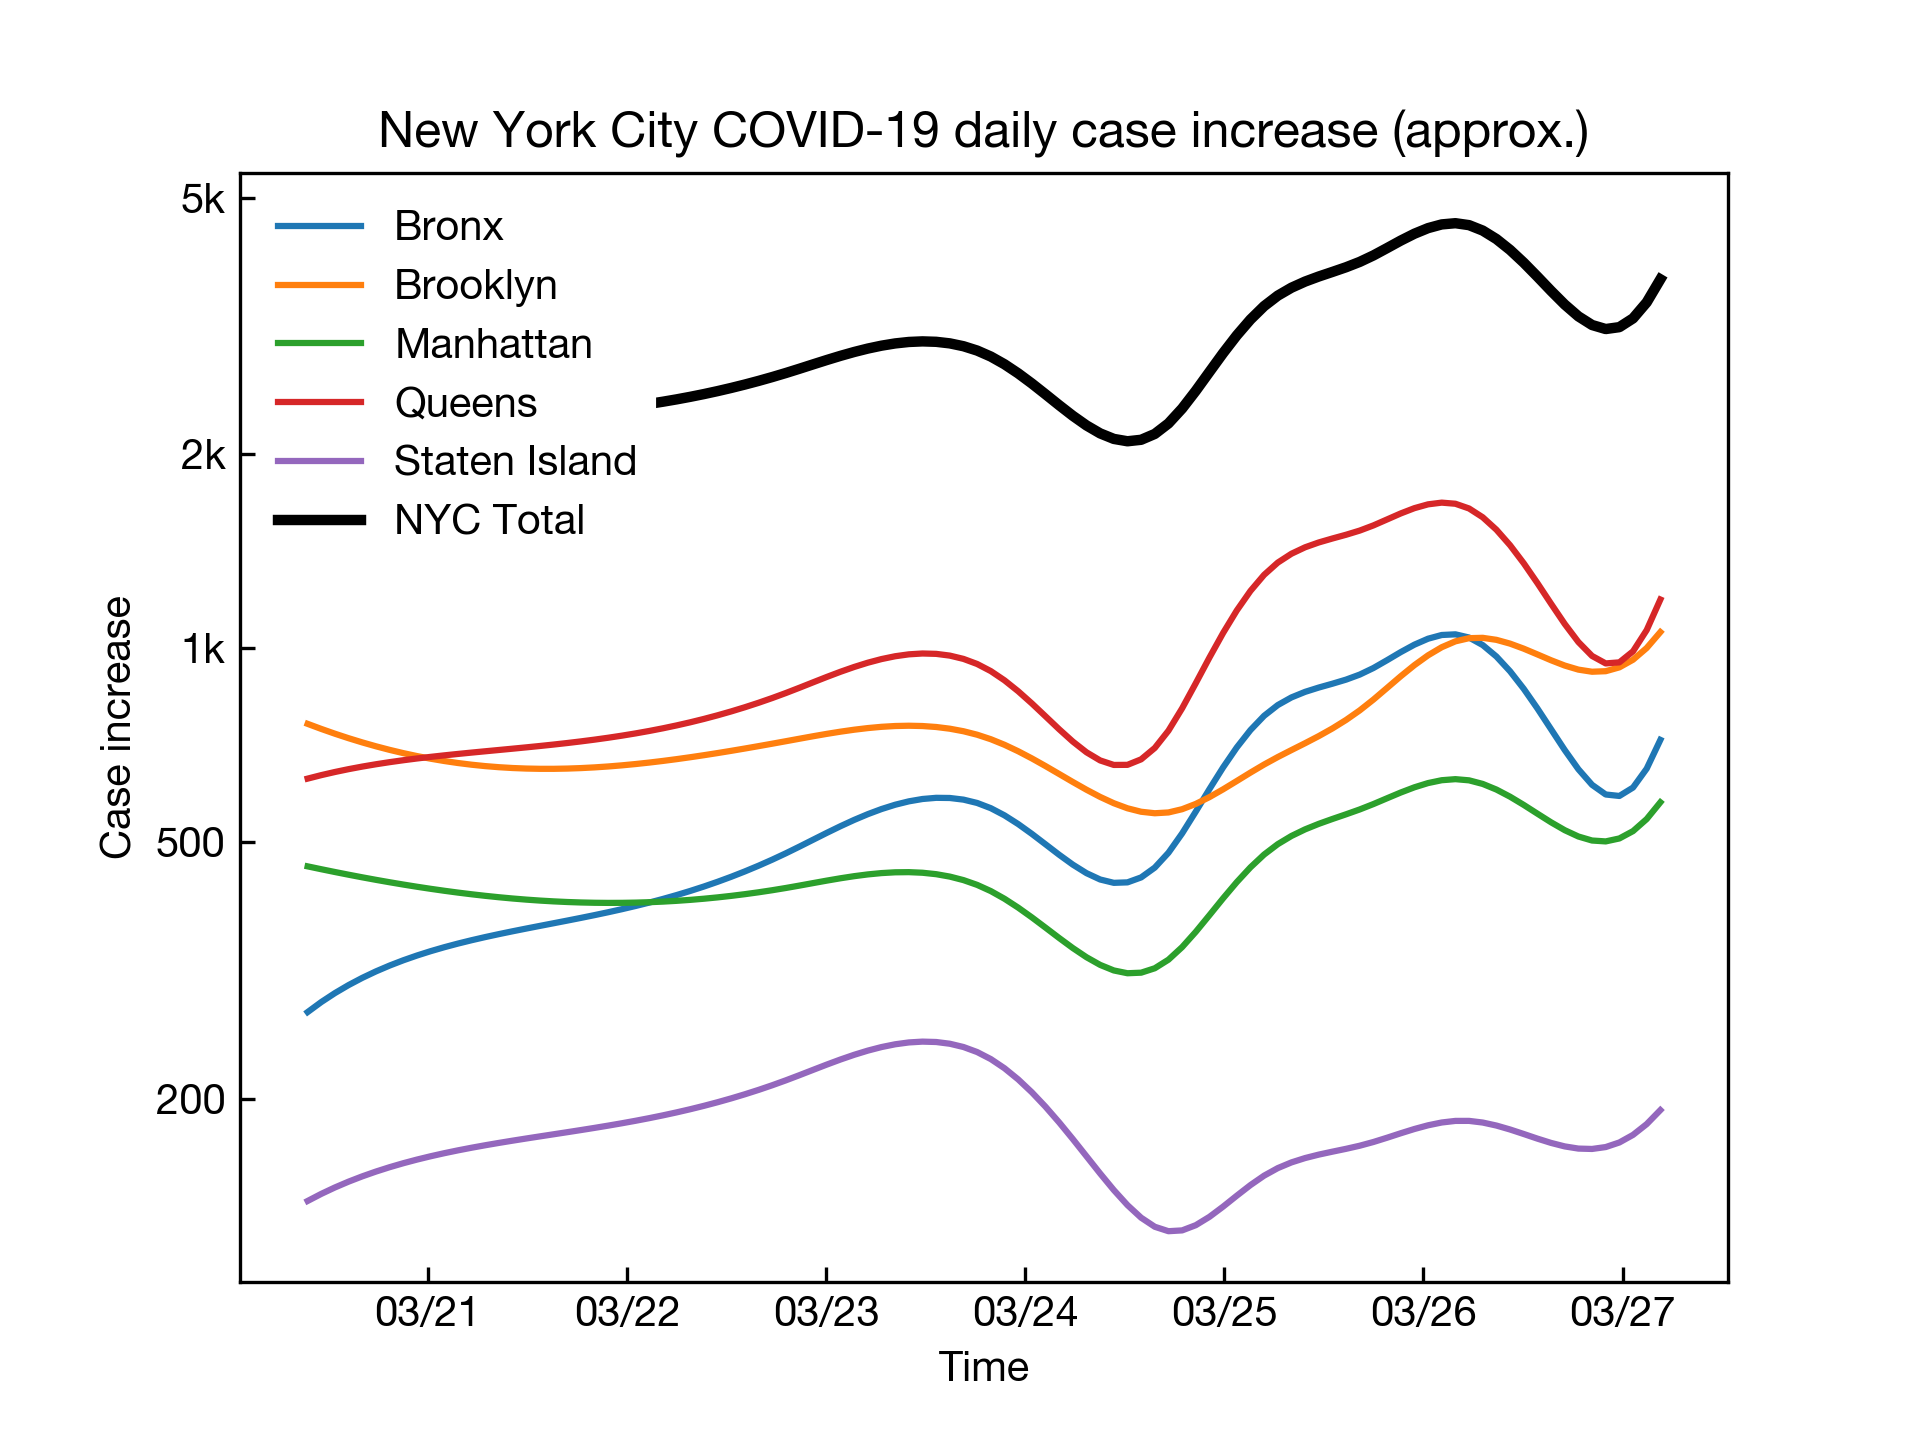 New York City COVID-19 daily case increase (approx.)
5k
2k
1k
500
200
Case increase
Bronx
Brooklyn
Manhattan
Queens
Staten Island
NYC Total
03/21 03/22 03/23 03/24 03/25 03/26 03/27
Time